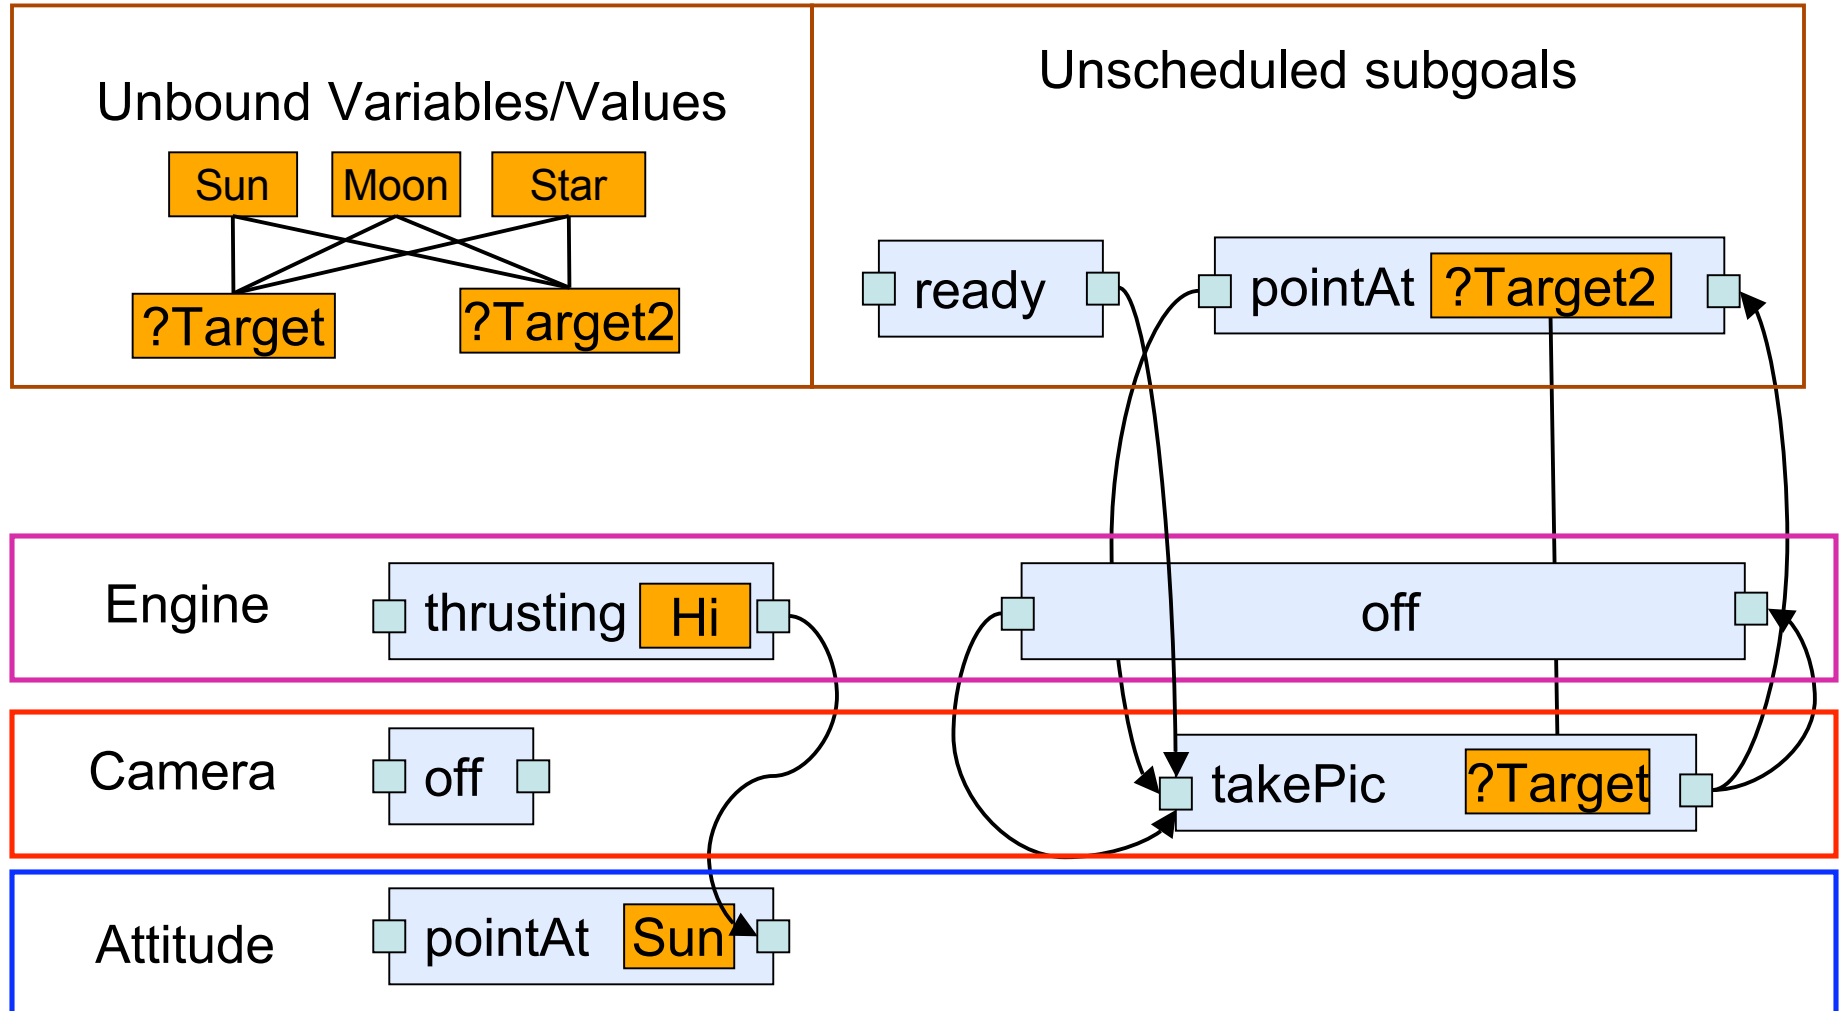 Unbound Variables/Values
Sun Moon Star
?Target ?Target2
Unscheduled subgoals
ready pointAt ?Target2
Engine thrusting Hi off
Camera off takePic ?Target
Attitude pointAt Sun